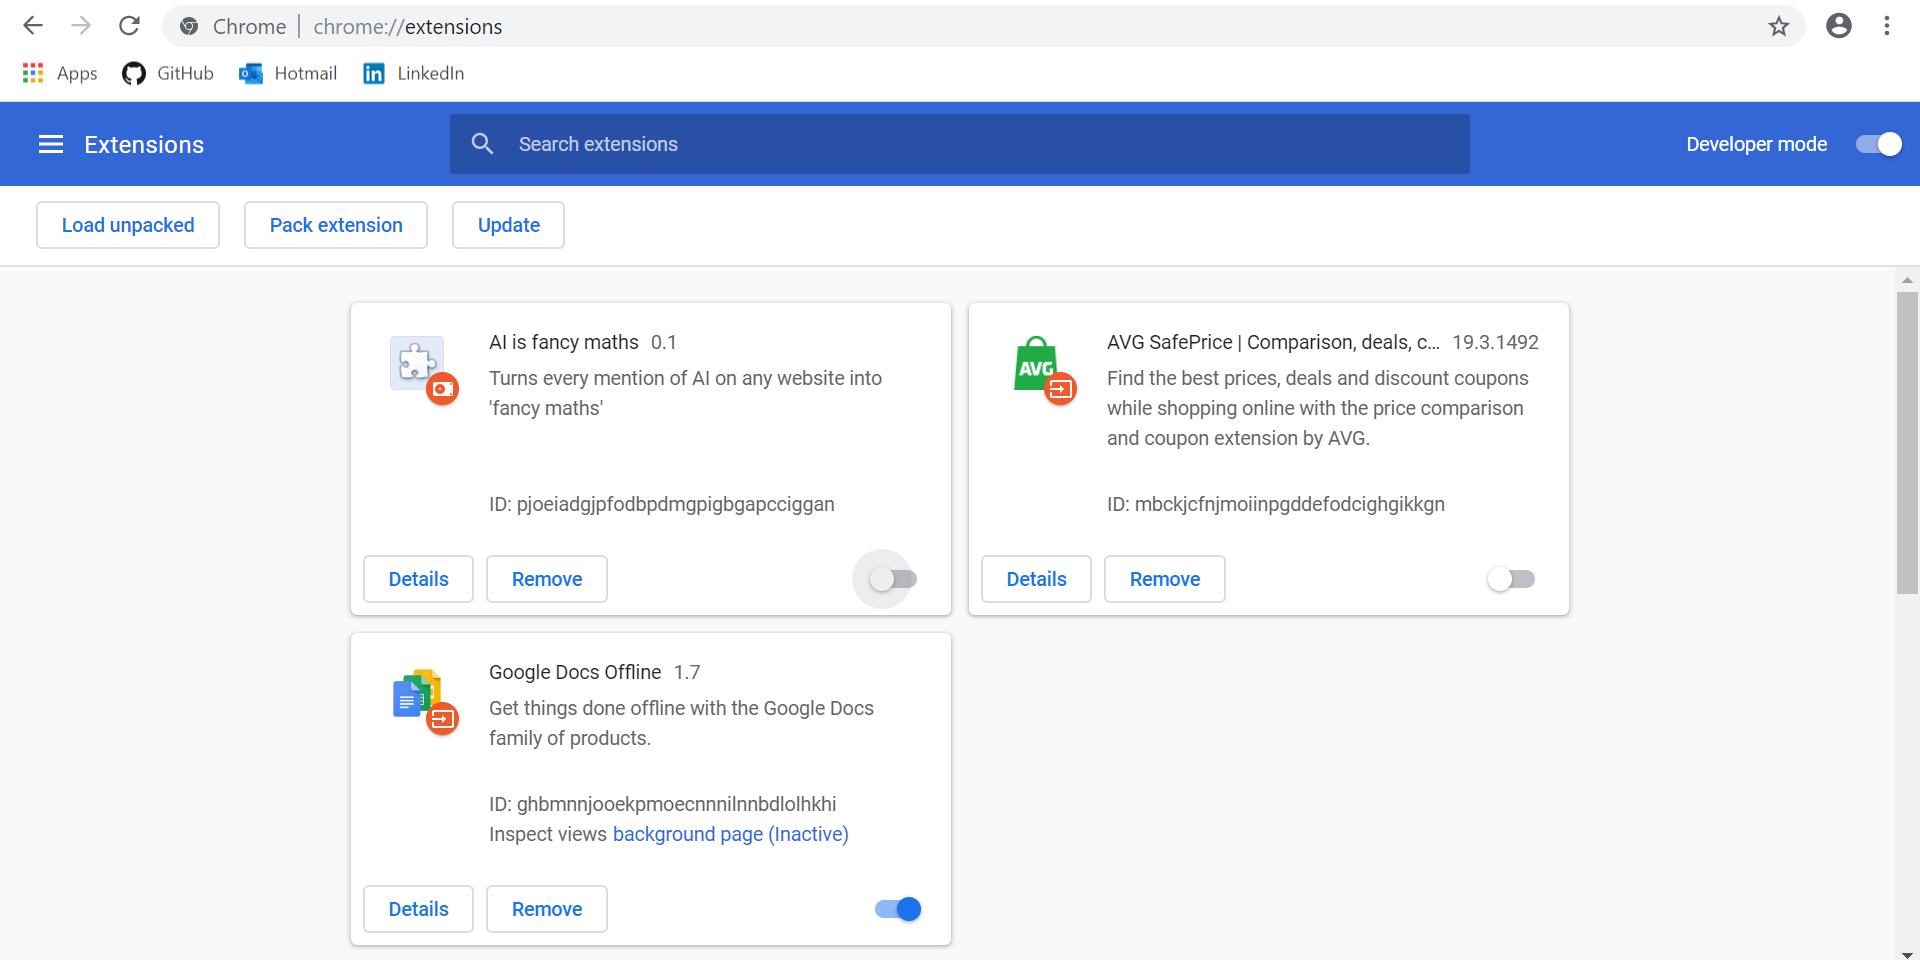 Chrome | chrome://extensions
Apps GitHub Hotmail LinkedIn
Extensions Search extensions Developer mode
Load unpacked Pack extension Update
AI is fancy maths 0.1
Turns every mention of AI on any website into
'fancy maths'
ID: pjoeiadgjpfodbpdmgpigbgapcciggan
Details Remove
AVG
AVG SafePrice | Comparison, deals, c... 19.3.1492
Find the best prices, deals and discount coupons
while shopping online with the price comparison
and coupon extension by AVG.
ID: mbckjcfnjmoiinpgddefodcighgikkgn
Details Remove
Google Docs Offline 1.7
Get things done offline with the Google Docs
family of products.
ID: ghbmnnjooekpmoecnnnilnnbdlolhkhi
Inspect views background page (Inactive)
Details Remove